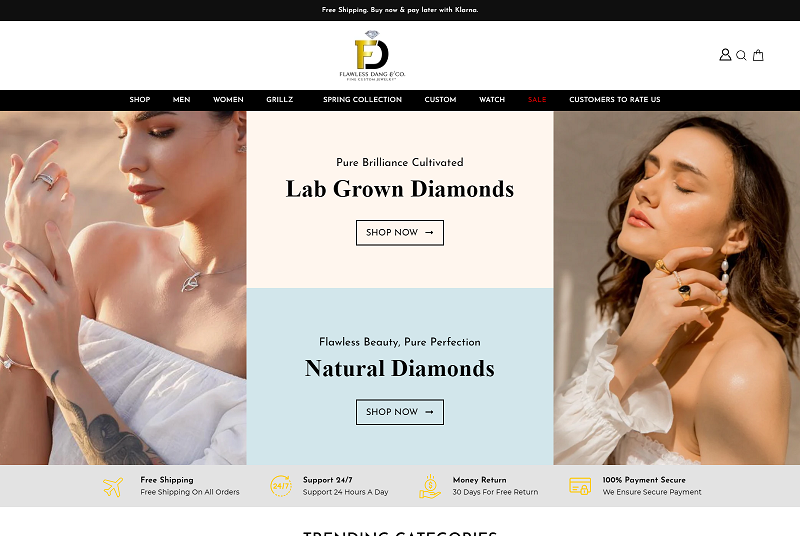 Free Shipping. Buy now & pay later with Klarna.
FD
FLAWLESS DANG & CO.
FINE CUSTOM JEWELRY
SHOP MEN WOMEN GRILLZ SPRING COLLECTION CUSTOM WATCH SALE CUSTOMERS TO RATE US
Pure Brilliance Cultivated
Lab Grown Diamonds
SHOP NOW →
Flawless Beauty, Pure Perfection
Natural Diamonds
SHOP NOW →
Free Shipping
Free Shipping On All Orders
24/7
Support 24/7
Support 24 Hours A Day
$
Money Return
30 Days For Free Return
100% Payment Secure
We Ensure Secure Payment
TRENDING CATEGORIES